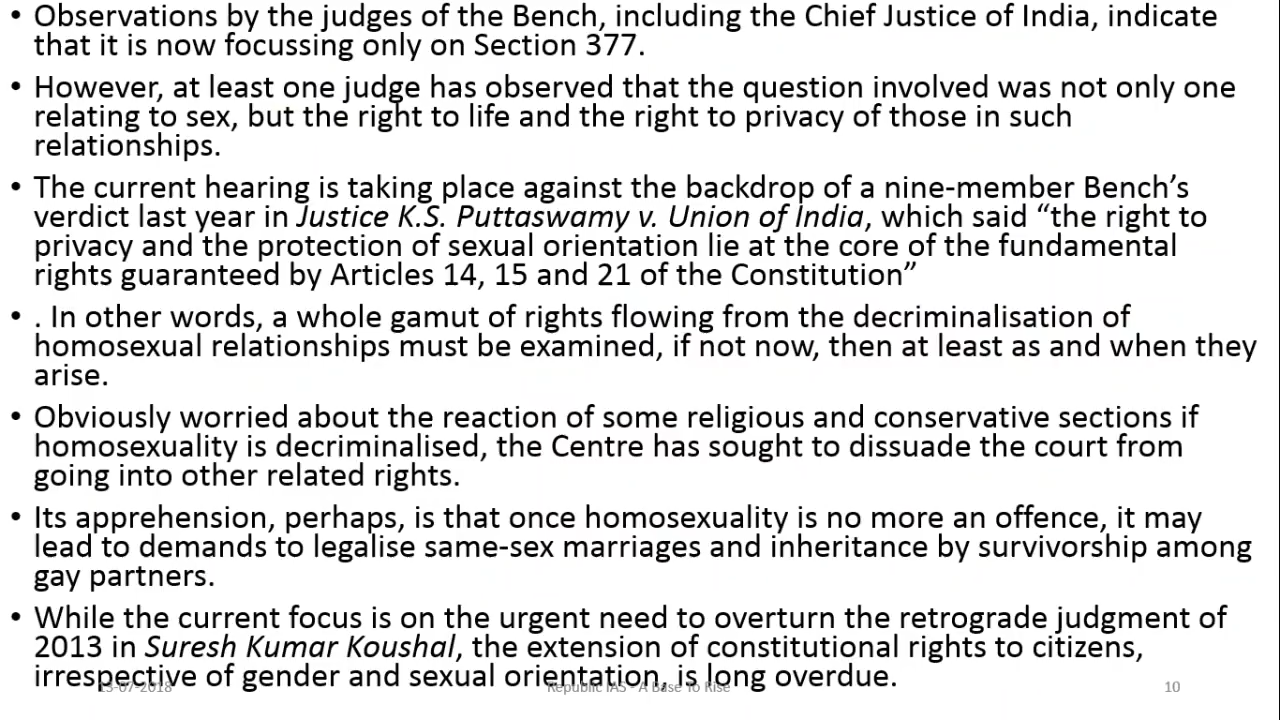 • Observations by the judges of the Bench, including the Chief Justice of India, indicate
that it is now focussing only on Section 377.
• However, at least one judge has observed that the question involved was not only one
relating to sex, but the right to life and the right to privacy of those in such
relationships.
• The current hearing is taking place against the backdrop of a nine-member Bench’s
verdict last year in Justice K.S. Puttaswamy v. Union of India, which said “the right to
privacy and the protection of sexual orientation lie at the core of the fundamental
rights guaranteed by Articles 14, 15 and 21 of the Constitution”
• . In other words, a whole gamut of rights flowing from the decriminalisation of
homosexual relationships must be examined, if not now, then at least as and when they
arise.
• Obviously worried about the reaction of some religious and conservative sections if
homosexuality is decriminalised, the Centre has sought to dissuade the court from
going into other related rights.
• Its apprehension, perhaps, is that once homosexuality is no more an offence, it may
lead to demands to legalise same-sex marriages and inheritance by survivorship among
gay partners.
• While the current focus is on the urgent need to overturn the retrograde judgment of
2013 in Suresh Kumar Koushal, the extension of constitutional rights to citizens,
irrespective of gender and sexual orientation, is long overdue.
13-07-2018 Republic IAS - A Base To Rise 10